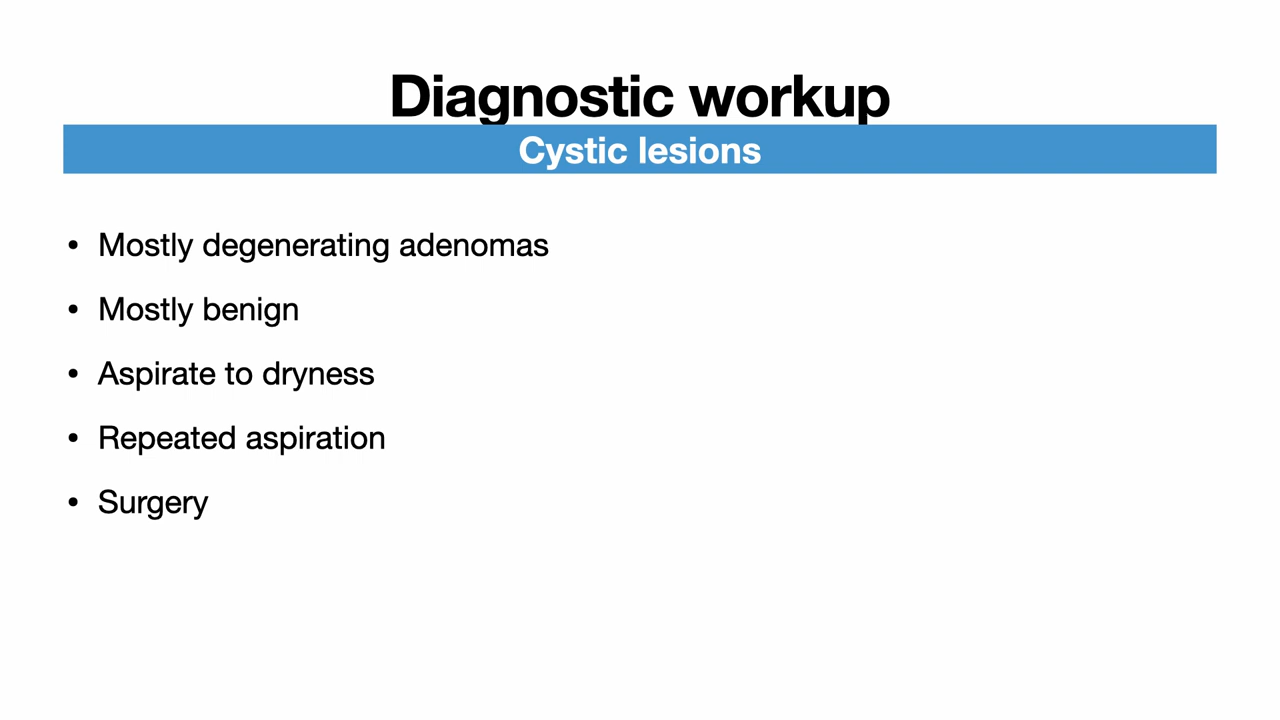 Diagnostic workup
Cystic lesions
• Mostly degenerating adenomas
• Mostly benign
• Aspirate to dryness
• Repeated aspiration
• Surgery